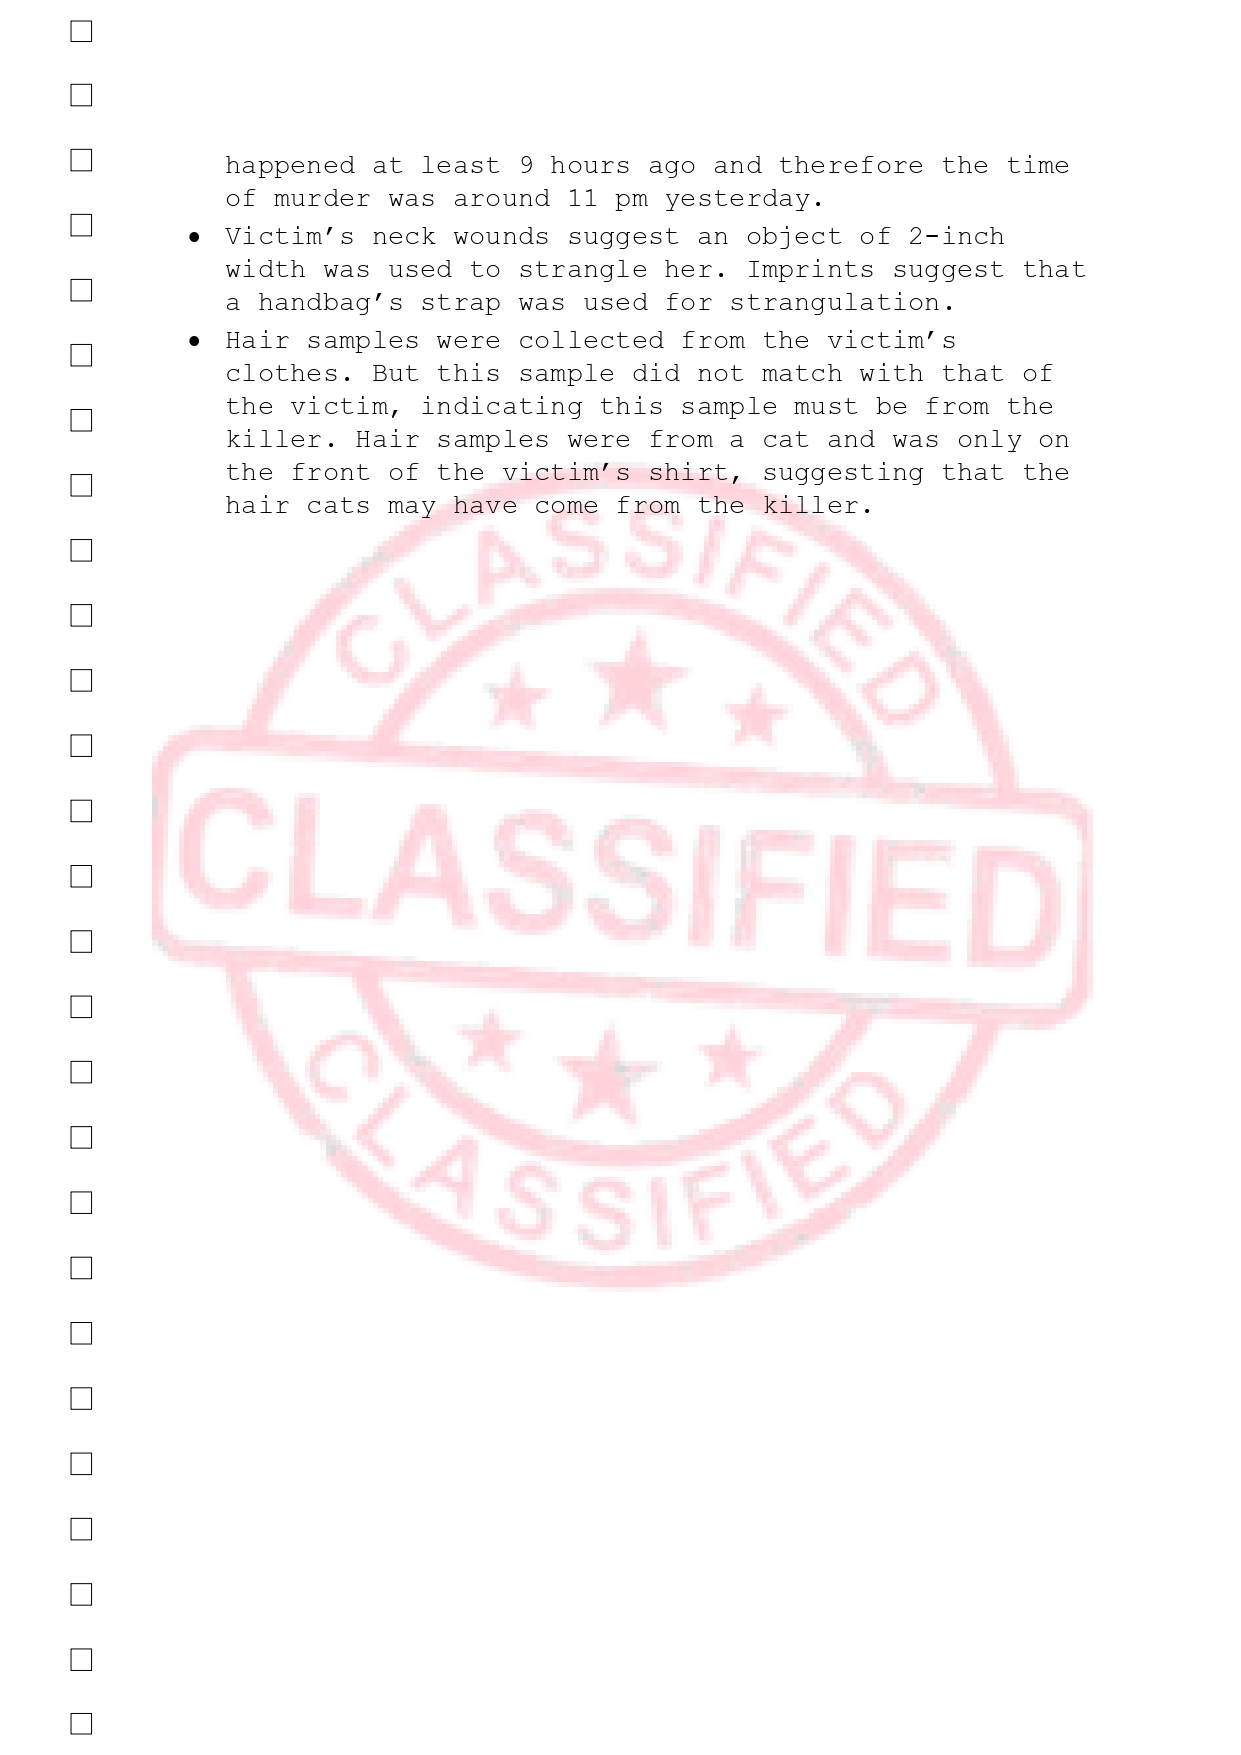 happened at least 9 hours ago and therefore the time
of murder was around 11 pm yesterday.
• Victim's neck wounds suggest an object of 2-inch
width was used to strangle her. Imprints suggest that
a handbag's strap was used for strangulation.
• Hair samples were collected from the victim's
clothes. But this sample did not match with that of
the victim, indicating this sample must be from the
killer. Hair samples were from a cat and was only on
the front of the victim's shirt, suggesting that the
hair cats may have come from the killer.
CLASSIFIED
CLASSIFIED
CLASSIFIED